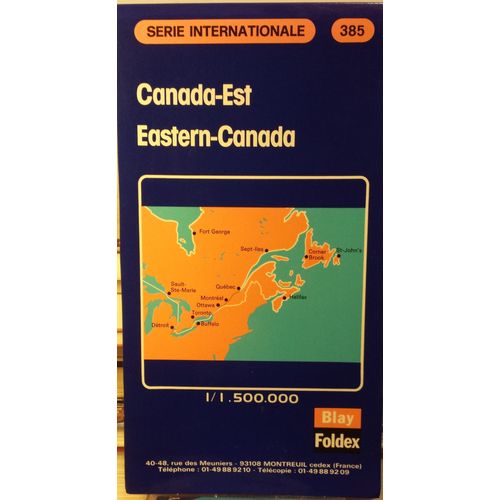 SERIE INTERNATIONALE 385
Canada-Est
Eastern-Canada
Fort George
Sept-Iles
Corner
Brook
St-John's
Sault-
Ste-Marie
Québec
Montréal
Ottawa
Halifax
Toronto
Détroit
Buffalo
1/1.500.000
Blay
Foldex
40-48, rue des Meuniers - 93108 MONTREUIL cedex (France)
Téléphone : 01-49 88 92 10 - Télécopie : 01-49 88 92 09